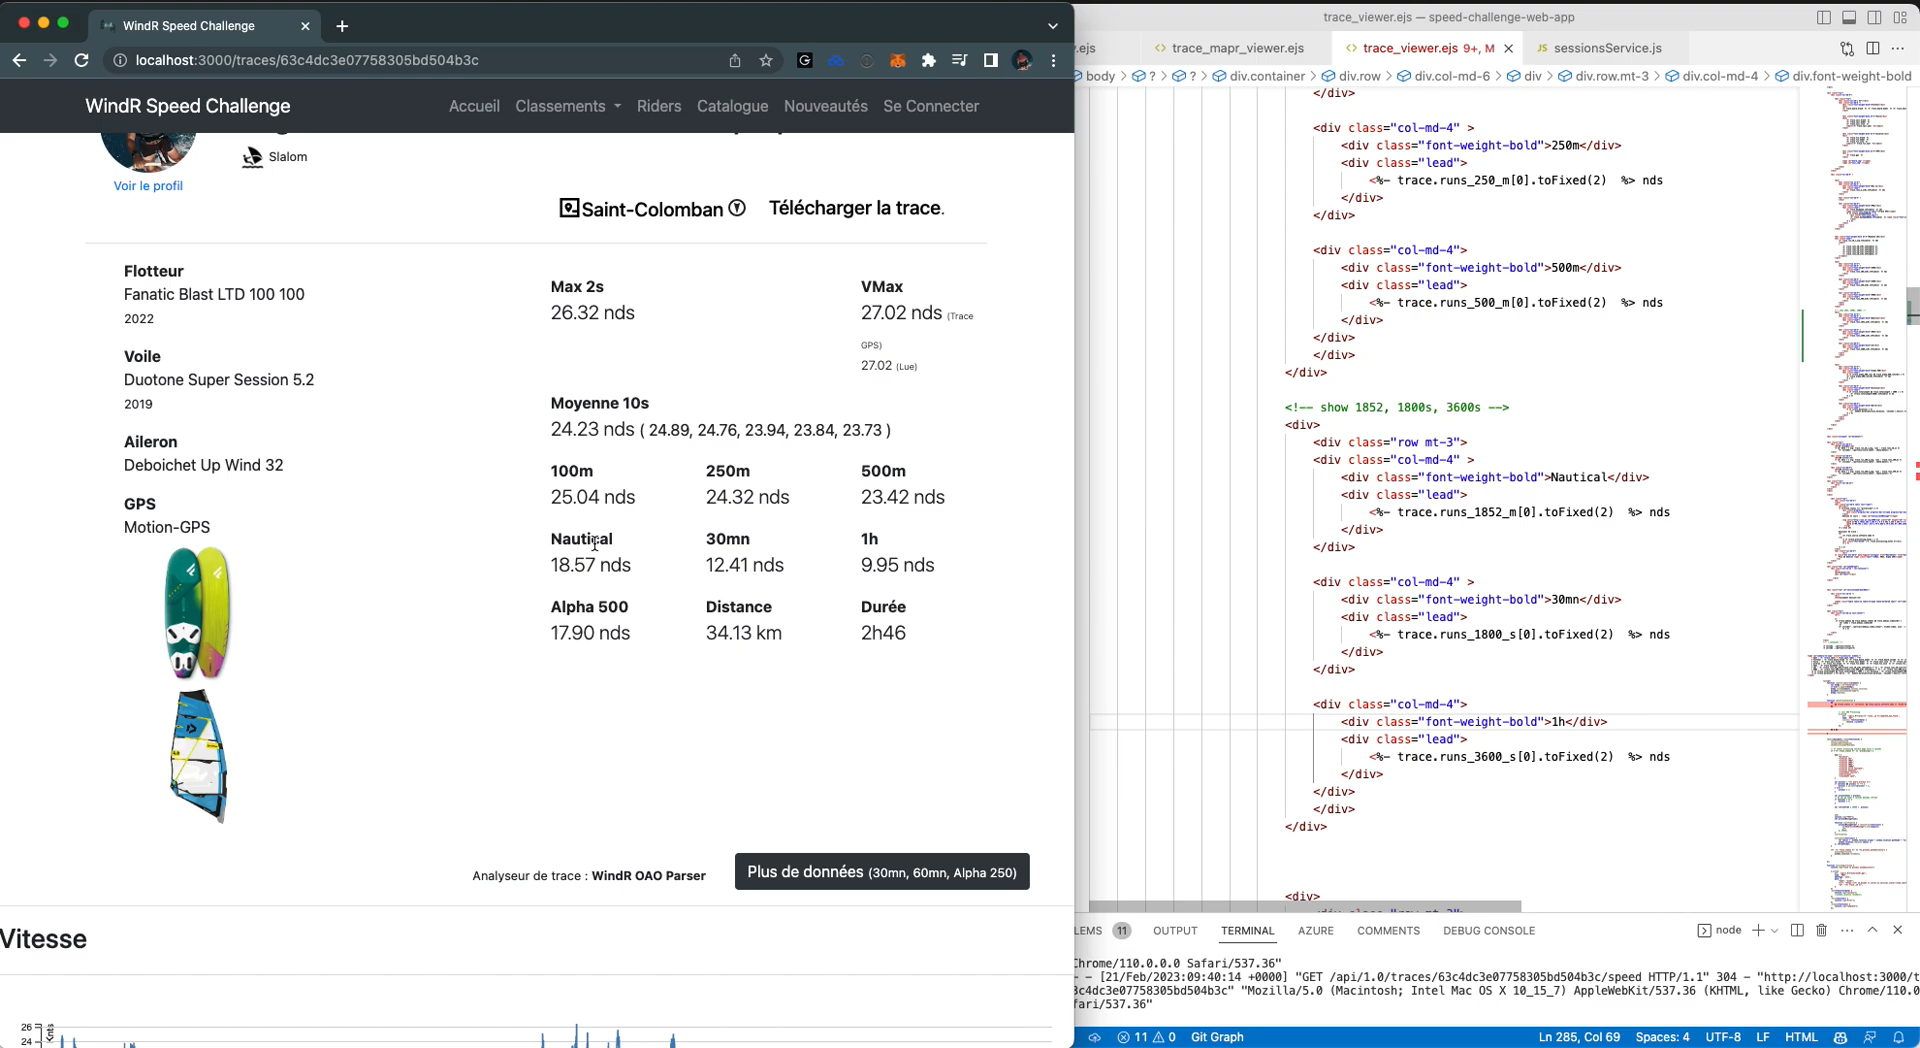 WindR Speed Challenge
localhost:3000/traces/63c4dc3e07758305bd504b3c
WindR Speed Challenge
Accueil Classements Riders Catalogue Nouveautés Se Connecter
Slalom
Voir le profil
Saint-Colomban Télécharger la trace.
Flotteur
Fanatic Blast LTD 100 100
2022
Voile
Duotone Super Session 5.2
2019
Aileron
Deboichet Up Wind 32
GPS
Motion-GPS
Max 2s
26.32 nds
VMax
27.02 nds (Trace
GPS)
27.02 (Lue)
Moyenne 10s
24.23 nds ( 24.89, 24.76, 23.94, 23.84, 23.73 )
100m 250m 500m
25.04 nds 24.32 nds 23.42 nds
Nautical 30mn 1h
18.57 nds 12.41 nds 9.95 nds
Alpha 500 Distance Durée
17.90 nds 34.13 km 2h46
Analyseur de trace : WindR OAO Parser
Plus de données (30mn, 60mn, Alpha 250)
Vitesse
26
24
Knts
trace_viewer.ejs — speed-challenge-web-app
.ejs <> trace_mapr_viewer.ejs <> trace_viewer.ejs 9+, M JS sessionsService.js
body > ? > ? > div.container > div.row > div.col-md-6 > div > div.row.mt-3 > div.col-md-4 > div.font-weight-bold
</div>
<div class="col-md-4" >
<div class="font-weight-bold">250m</div>
<div class="lead">
<%- trace.runs_250_m[0].toFixed(2) %> nds
</div>
</div>
<div class="col-md-4">
<div class="font-weight-bold">500m</div>
<div class="lead">
<%- trace.runs_500_m[0].toFixed(2) %> nds
</div>
</div>
</div>
</div>
<!-- show 1852, 1800s, 3600s -->
<div>
<div class="row mt-3">
<div class="col-md-4" >
<div class="font-weight-bold">Nautical</div>
<div class="lead">
<%- trace.runs_1852_m[0].toFixed(2) %> nds
</div>
</div>
<div class="col-md-4" >
<div class="font-weight-bold">30mn</div>
<div class="lead">
<%- trace.runs_1800_s[0].toFixed(2) %> nds
</div>
</div>
<div class="col-md-4">
<div class="font-weight-bold">1h</div>
<div class="lead">
<%- trace.runs_3600_s[0].toFixed(2) %> nds
</div>
</div>
</div>
</div>
<div>
LEMS 11 OUTPUT TERMINAL AZURE COMMENTS DEBUG CONSOLE node
Chrome/110.0.0.0 Safari/537.36"
- - [21/Feb/2023:09:40:14 +0000] "GET /api/1.0/traces/63c4dc3e07758305bd504b3c/speed HTTP/1.1" 304 - "http://localhost:3000/t
3c4dc3e07758305bd504b3c" "Mozilla/5.0 (Macintosh; Intel Mac OS X 10_15_7) AppleWebKit/537.36 (KHTML, like Gecko) Chrome/110.0
fari/537.36"
11 0 Git Graph Ln 285, Col 69 Spaces: 4 UTF-8 LF HTML